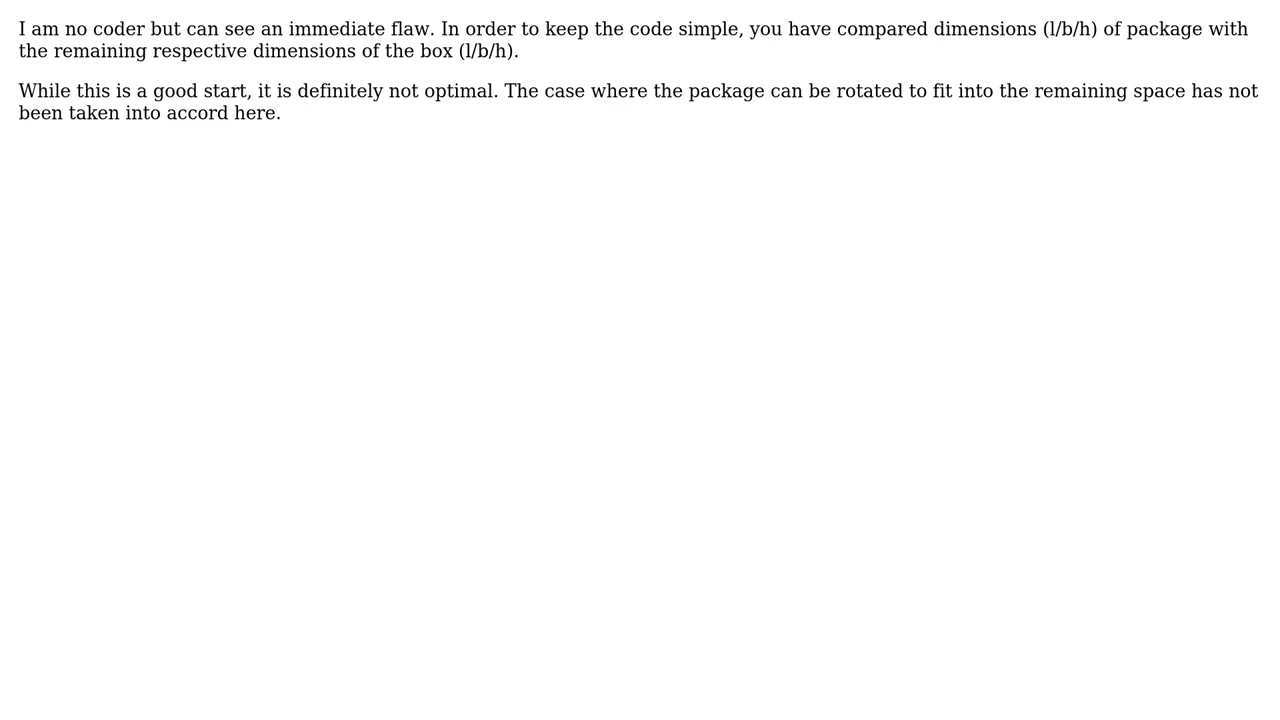 I am no coder but can see an immediate flaw. In order to keep the code simple, you have compared dimensions (l/b/h) of package with
the remaining respective dimensions of the box (l/b/h).
While this is a good start, it is definitely not optimal. The case where the package can be rotated to fit into the remaining space has not
been taken into accord here.